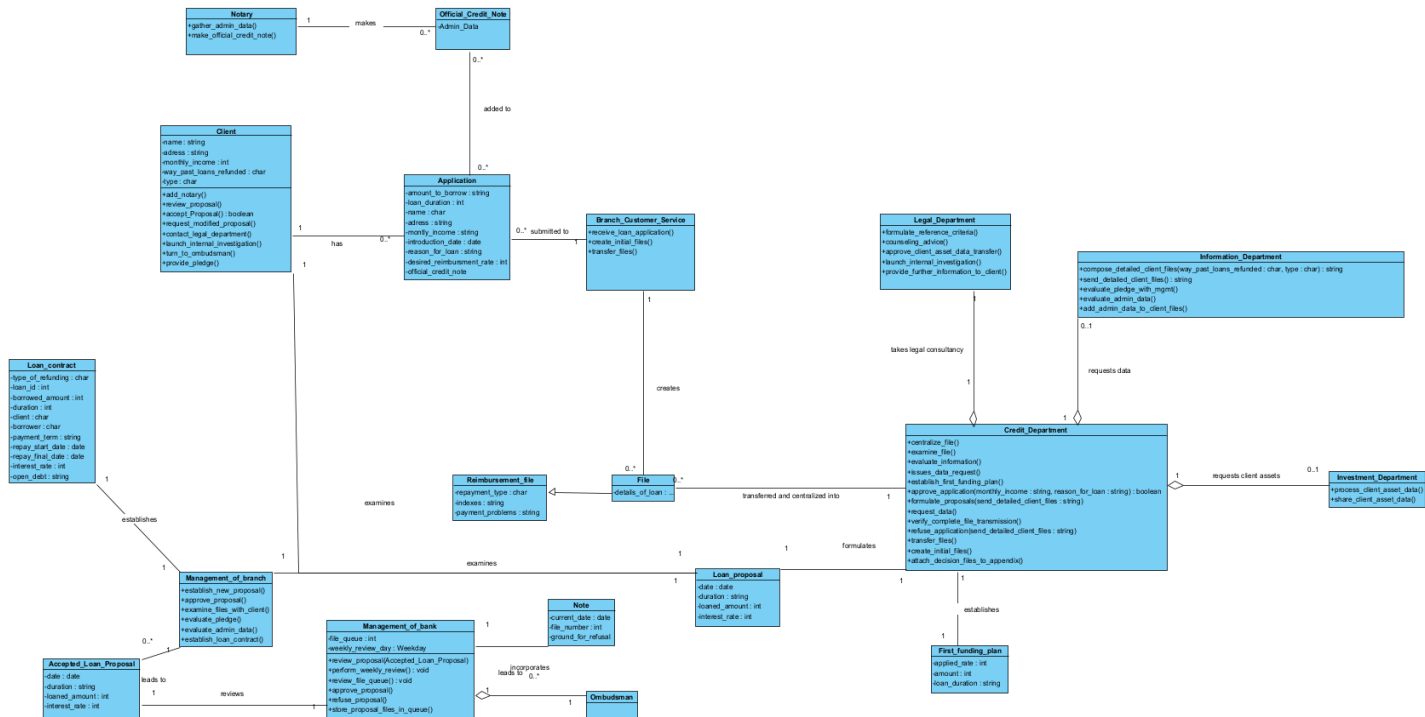 Notary
+gather_admin_data()
+make_official_credit_note()
1
makes
0..*
Official_Credit_Note
-Admin_Data
0..*
added to
0..*
Client
-name : string
-adress : string
-monthly_income : int
-way_past_loans_refunded : char
-type : char
+add_notary()
+review_proposal()
+accept_Proposal() : boolean
+request_modified_proposal()
+contact_legal_department()
+launch_internal_investigation()
+turn_to_ombudsman()
+provide_pledge()
1
has
0..*
1
Application
-amount_to_borrow : string
-loan_duration : int
-name : char
-adress : string
-montly_income : string
-introduction_date : date
-reason_for_loan : string
-desired_reimbursment_rate : int
-official_credit_note
0..*
submitted to
1
Branch_Customer_Service
+receive_loan_application()
+create_initial_files()
+transfer_files()
1
creates
0..*
Legal_Department
+formulate_reference_criteria()
+counseling_advice()
+approve_client_asset_data_transfer()
+launch_internal_investigation()
+provide_further_information_to_client()
1
takes legal consultancy
1
Information_Department
+compose_detailed_client_files(way_past_loans_refunded : char, type : char) : string
+send_detailed_client_files() : string
+evaluate_pledge_with_mgmt()
+evaluate_admin_data()
+add_admin_data_to_client_files()
0..1
requests data
1
Loan_contract
-type_of_refunding : char
-loan_id : int
-borrowed_amount : int
-duration : int
-client : char
-borrower : char
-payment_term : string
-repay_start_date : date
-repay_final_date : date
-interest_rate : int
-open_debt : string
1
establishes
1
Reimbursement_file
-repayment_type : char
-indexes : string
-payment_problems : string
File
-details_of_loan : ...
0..*
transferred and centralized into
1
Credit_Department
+centralize_file()
+examine_file()
+evaluate_information()
+issues_data_request()
+establish_first_funding_plan()
+approve_application(monthly_income : string, reason_for_loan : string) : boolean
+formulate_proposals(send_detailed_client_files : string)
+request_data()
+verify_complete_file_transmission()
+refuse_application(send_detailed_client_files : string)
+transfer_files()
+create_initial_files()
+attach_decision_files_to_appendix()
1
requests client assets
0..1
Investment_Department
+process_client_asset_data()
+share_client_asset_data()
examines
1
examines
1
1
1
formulates
1
1
establishes
1
Management_of_branch
+establish_new_proposal()
+approve_proposal()
+examine_files_with_client()
+evaluate_pledge()
+evaluate_admin_data()
+establish_loan_contract()
Loan_proposal
-date : date
-duration : string
-loaned_amount : int
-interest_rate : int
Note
-current_date : date
-file_number : int
-ground_for_refusal
1
leads to
0..*
Management_of_bank
-file_queue : int
-weekly_review_day : Weekday
+review_proposal(Accepted_Loan_Proposal)
+perform_weekly_review() : void
+review_file_queue() : void
+approve_proposal()
+refuse_proposal()
+store_proposal_files_in_queue()
incorporates
1
1
Ombudsman
First_funding_plan
-applied_rate : int
-amount : int
-loan_duration : string
0..*
1
leads to
Accepted_Loan_Proposal
-date : date
-duration : string
-loaned_amount : int
-interest_rate : int
1
reviews
1